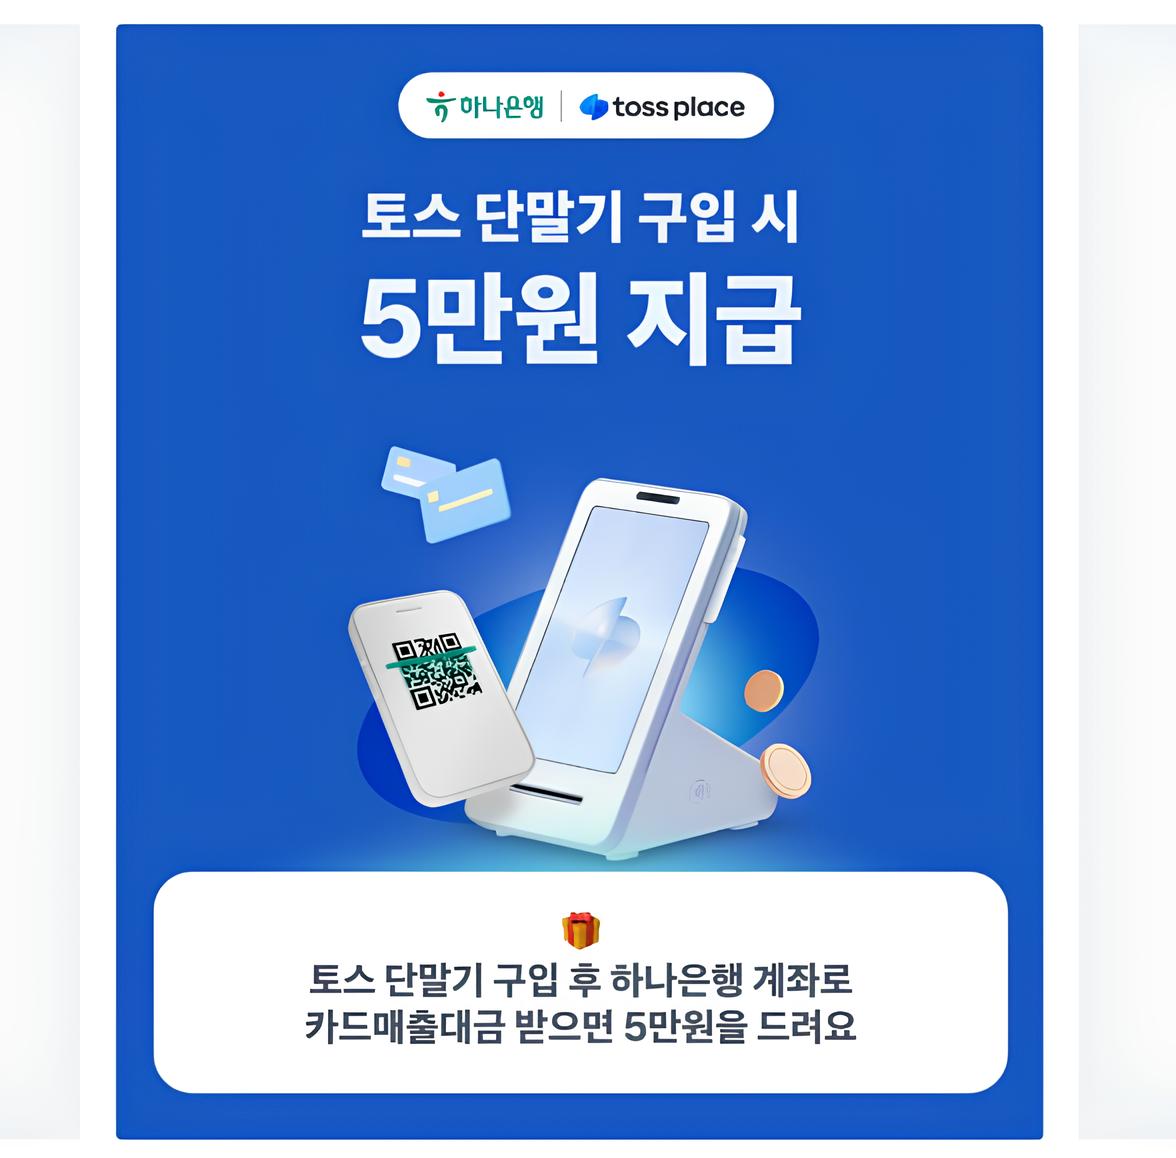 하나은행 toss place
토스 단말기 구입 시
5만원 지급
토스 단말기 구입 후 하나은행 계좌로
카드매출대금 받으면 5만원을 드려요